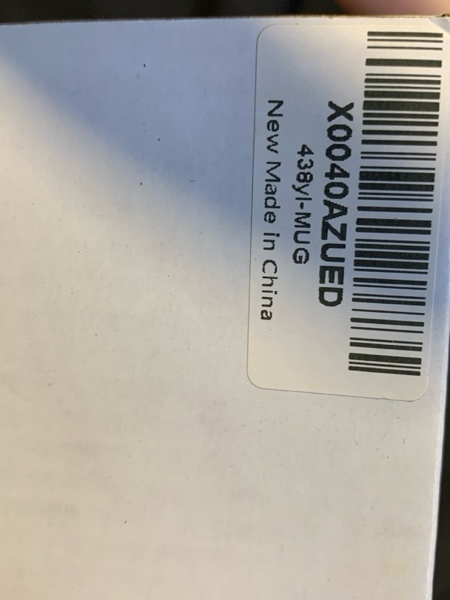 X0040AZUED
438yl-MUG
New Made in China